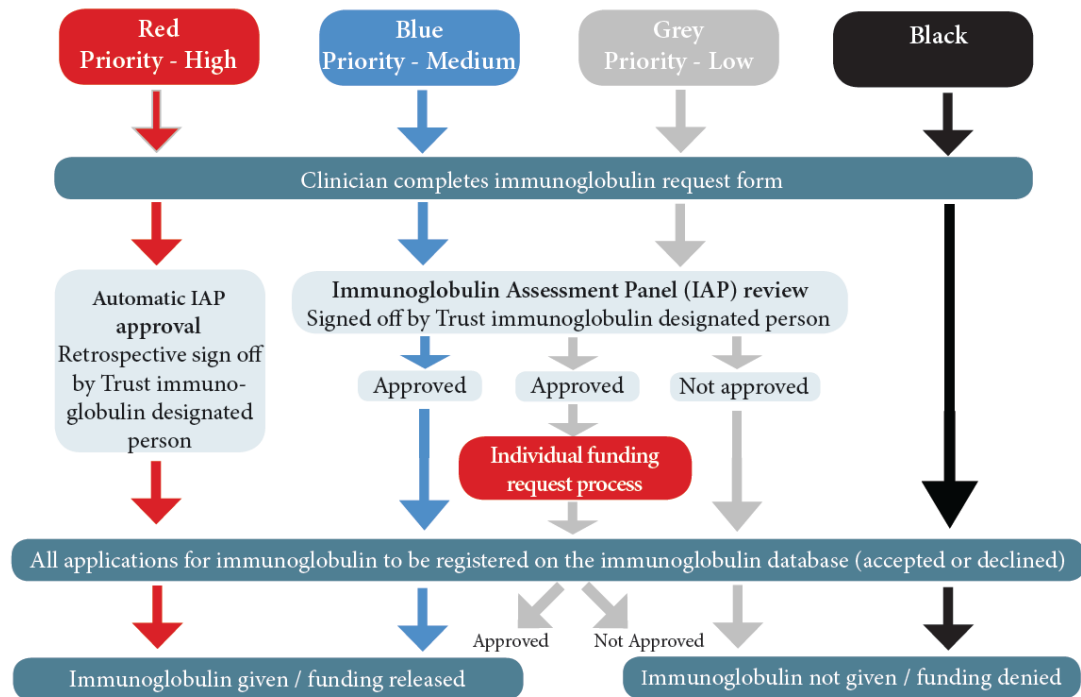 Red
Priority - High
Blue
Priority - Medium
Grey
Priority - Low
Black
Clinician completes immunoglobulin request form
Automatic IAP
approval
Retrospective sign off
by Trust immuno-
globulin designated
person
Immunoglobulin Assessment Panel (IAP) review
Signed off by Trust immunoglobulin designated person
Approved
Approved
Not approved
Individual funding
request process
All applications for immunoglobulin to be registered on the immunoglobulin database (accepted or declined)
Approved
Not Approved
Immunoglobulin given / funding released
Immunoglobulin not given / funding denied